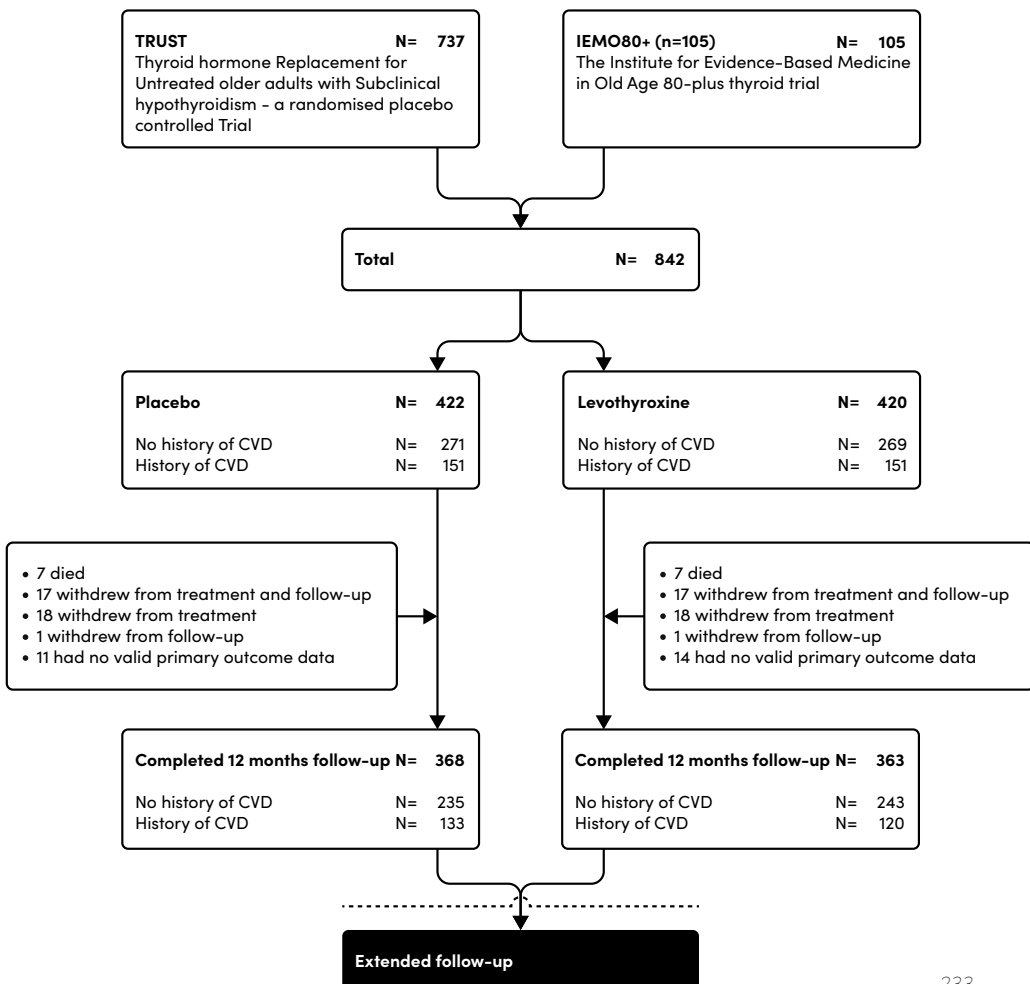 TRUST N= 737
Thyroid hormone Replacement for
Untreated older adults with Subclinical
hypothyroidism - a randomised placebo
controlled Trial
IEMO80+ (n=105) N= 105
The Institute for Evidence-Based Medicine
in Old Age 80-plus thyroid trial
Total N= 842
Placebo N= 422
No history of CVD N= 271
History of CVD N= 151
Levothyroxine N= 420
No history of CVD N= 269
History of CVD N= 151
• 7 died
• 17 withdrew from treatment and follow-up
• 18 withdrew from treatment
• 1 withdrew from follow-up
• 11 had no valid primary outcome data
• 7 died
• 17 withdrew from treatment and follow-up
• 18 withdrew from treatment
• 1 withdrew from follow-up
• 14 had no valid primary outcome data
Completed 12 months follow-up N= 368
No history of CVD N= 235
History of CVD N= 133
Completed 12 months follow-up N= 363
No history of CVD N= 243
History of CVD N= 120
Extended follow-up
233